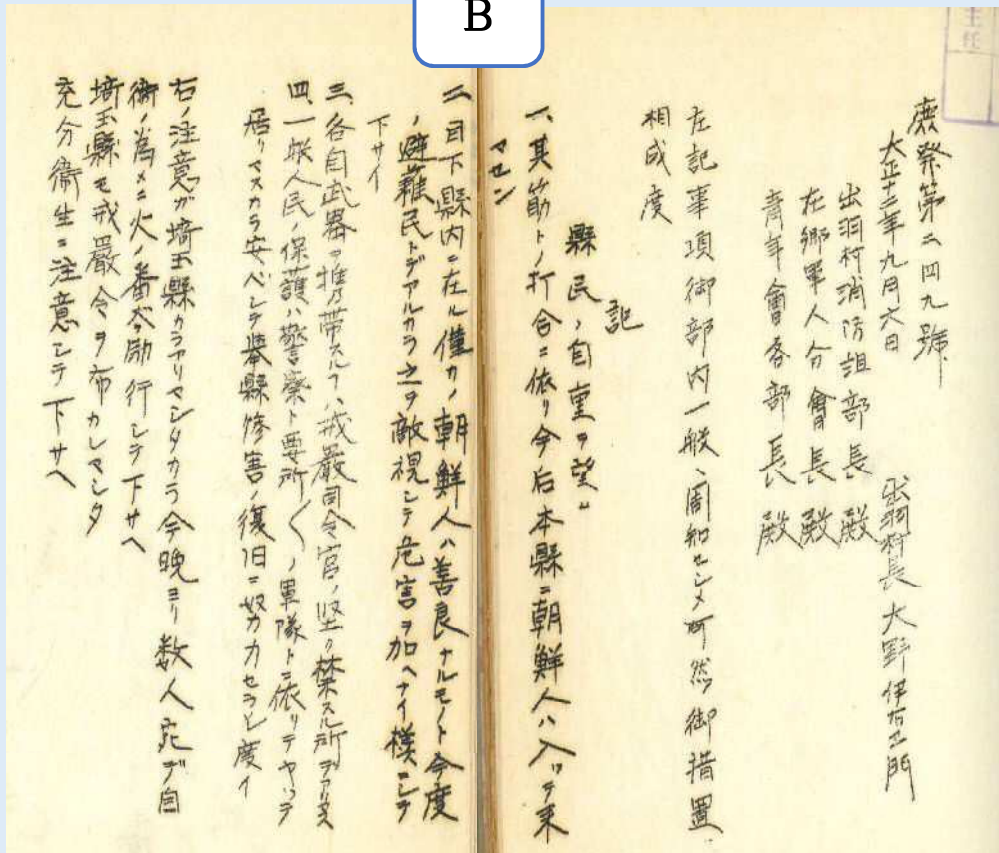 B
主任
庶発第二四九號
大正十二年九月六日
出羽村長 大野伊右エ門
出羽村消防組部長 殿
在郷軍人分會長 殿
青年會各部長 殿
左記事項御部内一般ヘ周知セシメ可然御措置
相成度
記
縣民ノ自重ヲ望ム
一、其筋トノ打合ニ依リ今后本縣ニ朝鮮人ハ入ツテ来
マセン
二、目下縣内ニ在ル僅カノ朝鮮人ハ善良ナルモノト今度
ノ避難民トデアルカラ之ヲ敵視シテ危害ヲ加ヘナイ様ニシテ
下サイ
三、各自武器ヲ携帯スルハ戒厳司令官ノ堅ク禁スル所デアリマス
四、一般人民ノ保護ハ警察ト要所〱ノ軍隊トニ依リテヤツテ
居リマスカラ安ベシテ挙縣惨害ノ復旧ニ努力セラレ度イ
右ノ注意ガ埼玉縣カラアリマシタカラ今晩ヨリ数人宛デ自
衛ノ為メニ火ノ番 励行シテ下サヘ
埼玉縣モ戒嚴令ヲ布カレマシタ
充分衛生ニ注意シテ下サヘ